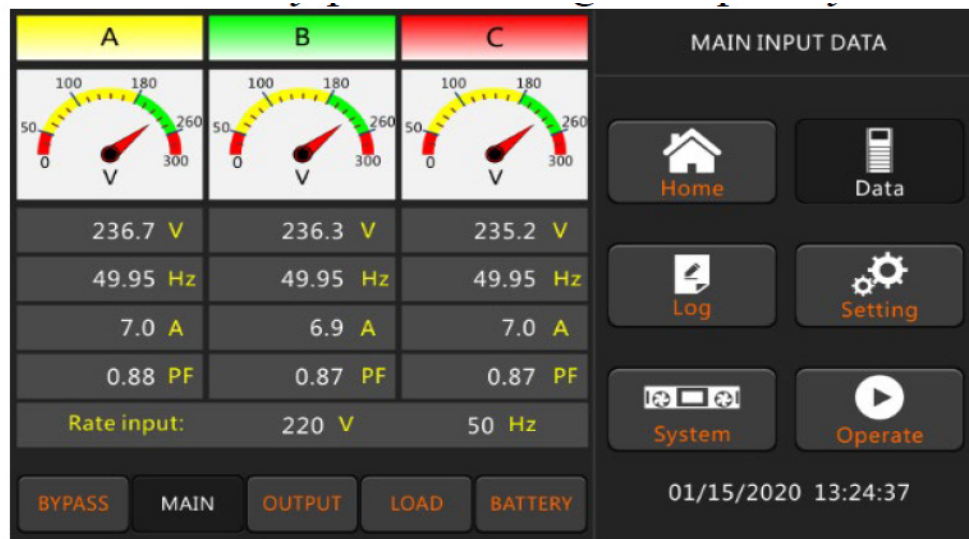 A B C MAIN INPUT DATA
100 180 100 180 100 180
50 260 50 260 50 260
0 300 0 300 0 300
V V V
Home Data
236.7 V 236.3 V 235.2 V
49.95 Hz 49.95 Hz 49.95 Hz
Log Setting
7.0 A 6.9 A 7.0 A
0.88 PF 0.87 PF 0.87 PF
Rate input: 220 V 50 Hz
System Operate
BYPASS MAIN OUTPUT LOAD BATTERY
01/15/2020 13:24:37